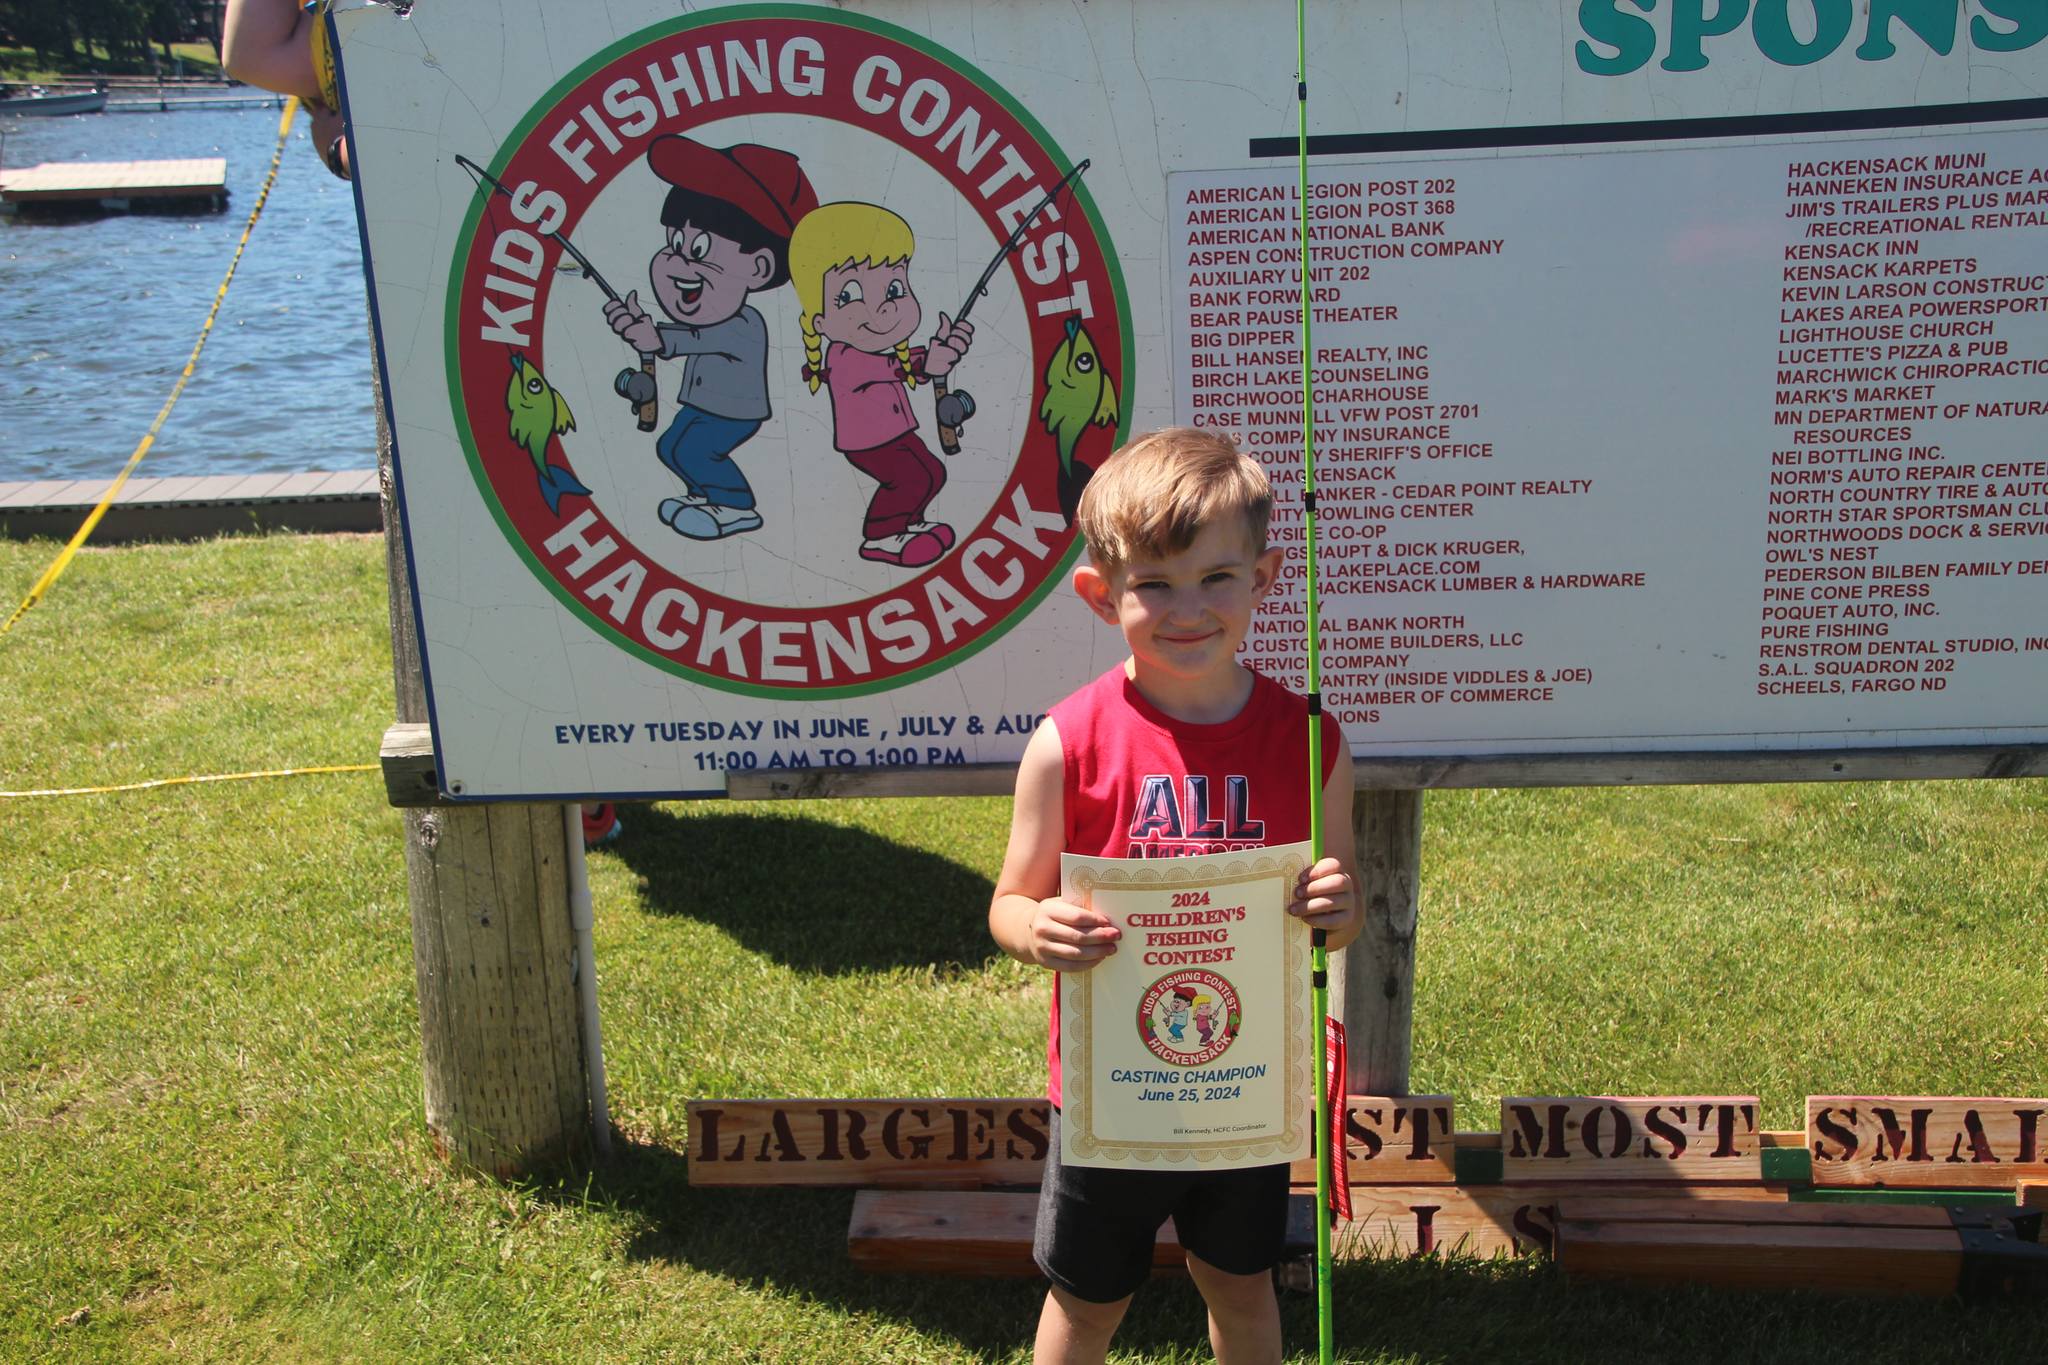 KIDS FISHING CONTEST
HACKENSACK
EVERY TUESDAY IN JUNE , JULY &
11:00 AM TO 1:00 PM
AMERICAN LEGION POST 202
AMERICAN LEGION POST 368
AMERICAN NATIONAL BANK
ASPEN CONSTRUCTION COMPANY
AUXILIARY UNIT 202
BANK FORWARD
BEAR PAUSE THEATER
BIG DIPPER
BILL HANSEN REALTY, INC
BIRCH LAKE COUNSELING
BIRCHWOOD CHARHOUSE
CASE MUNNELL VFW POST 2701
COMPANY INSURANCE
COUNTY SHERIFF'S OFFICE
HACKENSACK
BANKER - CEDAR POINT REALTY
BOWLING CENTER
CO-OP
& DICK KRUGER,
LAKEPLACE.COM
- HACKENSACK LUMBER & HARDWARE
REALTY
NATIONAL BANK NORTH
CUSTOM HOME BUILDERS, LLC
SERVICE COMPANY
PANTRY (INSIDE VIDDLES & JOE)
CHAMBER OF COMMERCE
LIONS
HACKENSACK MUNI
HANNEKEN INSURANCE
JIM'S TRAILERS PLUS
/RECREATIONAL
KENSACK INN
KENSACK KARPETS
KEVIN LARSON
LAKES AREA
LIGHTHOUSE CHURCH
LUCETTE'S PIZZA & PUB
MARCHWICK
MARK'S MARKET
MN DEPARTMENT OF
RESOURCES
NEI BOTTLING INC.
NORM'S AUTO REPAIR
NORTH COUNTRY TIRE &
NORTH STAR SPORTSMAN
NORTHWOODS DOCK &
OWL'S NEST
PEDERSON BILBEN FAMILY
PINE CONE PRESS
POQUET AUTO, INC.
PURE FISHING
RENSTROM DENTAL STUDIO,
S.A.L. SQUADRON 202
SCHEELS, FARGO ND
ALL
AMERICAN
2024
CHILDREN'S
FISHING
CONTEST
KIDS FISHING CONTEST
HACKENSACK
CASTING CHAMPION
June 25, 2024
Bill Kennedy, HCFC Coordinator
MOST